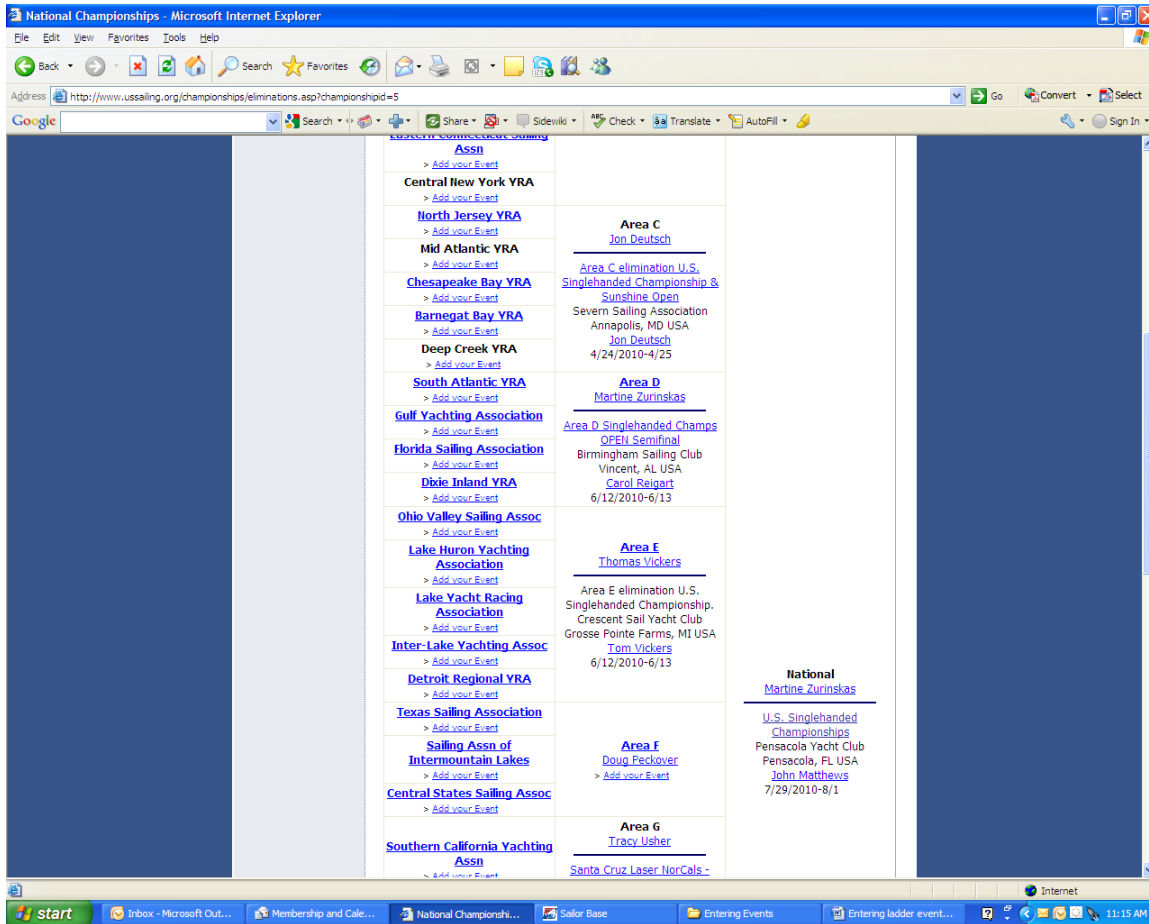 National Championships - Microsoft Internet Explorer
File Edit View Favorites Tools Help
Back Search Favorites
Address http://www.ussailing.org/championships/eliminations.asp?championshipid=5 Go Convert Select
Google Search Share Sidewiki Check Translate AutoFill Sign In
Eastern Connecticut Sailing
Assn
> Add your Event
Central New York YRA
> Add your Event
North Jersey YRA
> Add your Event
Mid Atlantic YRA
> Add your Event
Chesapeake Bay YRA
> Add your Event
Barnegat Bay YRA
> Add your Event
Deep Creek YRA
> Add your Event
Area C
Jon Deutsch
Area C elimination U.S.
Singlehanded Championship &
Sunshine Open
Severn Sailing Association
Annapolis, MD USA
Jon Deutsch
4/24/2010-4/25
South Atlantic YRA
> Add your Event
Gulf Yachting Association
> Add your Event
Florida Sailing Association
> Add your Event
Dixie Inland YRA
> Add your Event
Area D
Martine Zurinskas
Area D Singlehanded Champs
OPEN Semifinal
Birmingham Sailing Club
Vincent, AL USA
Carol Reigart
6/12/2010-6/13
Ohio Valley Sailing Assoc
> Add your Event
Lake Huron Yachting
Association
> Add your Event
Lake Yacht Racing
Association
> Add your Event
Inter-Lake Yachting Assoc
> Add your Event
Detroit Regional YRA
> Add your Event
Area E
Thomas Vickers
Area E elimination U.S.
Singlehanded Championship.
Crescent Sail Yacht Club
Grosse Pointe Farms, MI USA
Tom Vickers
6/12/2010-6/13
Texas Sailing Association
> Add your Event
Sailing Assn of
Intermountain Lakes
> Add your Event
Central States Sailing Assoc
> Add your Event
Area F
Doug Peckover
> Add your Event
Southern California Yachting
Assn
> Add your Event
Area G
Tracy Usher
Santa Cruz Laser NorCals -
National
Martine Zurinskas
U.S. Singlehanded
Championships
Pensacola Yacht Club
Pensacola, FL USA
John Matthews
7/29/2010-8/1
Internet
start Inbox - Microsoft Out... Membership and Cale... National Championshi... Sailor Base Entering Events Entering ladder event... 11:15 AM